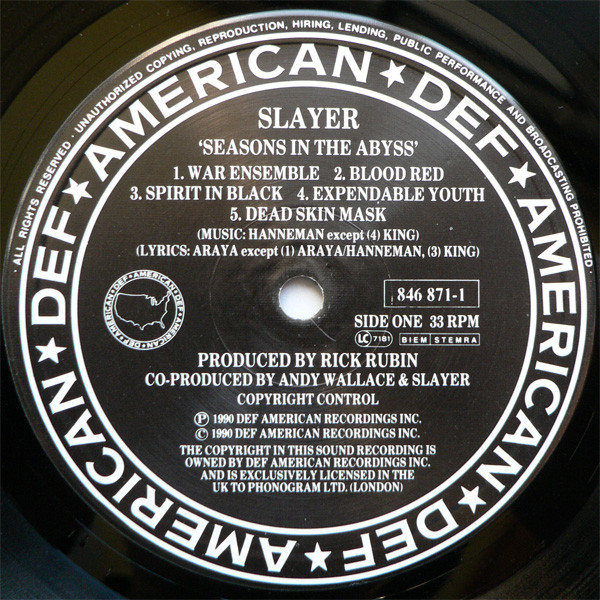 · ALL RIGHTS RESERVED · UNAUTHORIZED COPYING, REPRODUCTION, HIRING, LENDING, PUBLIC PERFORMANCE AND BROADCASTING PROHIBITED ·
DEF ★ AMERICAN ★ DEF ★ AMERICAN ★ DEF ★ AMERICAN ★ DEF ★ AMERICAN ★
SLAYER
‘SEASONS IN THE ABYSS’
1. WAR ENSEMBLE 2. BLOOD RED
3. SPIRIT IN BLACK 4. EXPENDABLE YOUTH
5. DEAD SKIN MASK
(MUSIC: HANNEMAN except (4) KING)
(LYRICS: ARAYA except (1) ARAYA/HANNEMAN, (3) KING)
DEF·AMERICAN·DEF·AMERICAN·DEF·AMERICAN·
846 871-1
SIDE ONE 33 RPM
LC 7181 BIEM STEMRA
PRODUCED BY RICK RUBIN
CO-PRODUCED BY ANDY WALLACE & SLAYER
COPYRIGHT CONTROL
Ⓟ 1990 DEF AMERICAN RECORDINGS INC.
© 1990 DEF AMERICAN RECORDINGS INC.
THE COPYRIGHT IN THIS SOUND RECORDING IS
OWNED BY DEF AMERICAN RECORDINGS INC.
AND IS EXCLUSIVELY LICENSED IN THE
UK TO PHONOGRAM LTD. (LONDON)